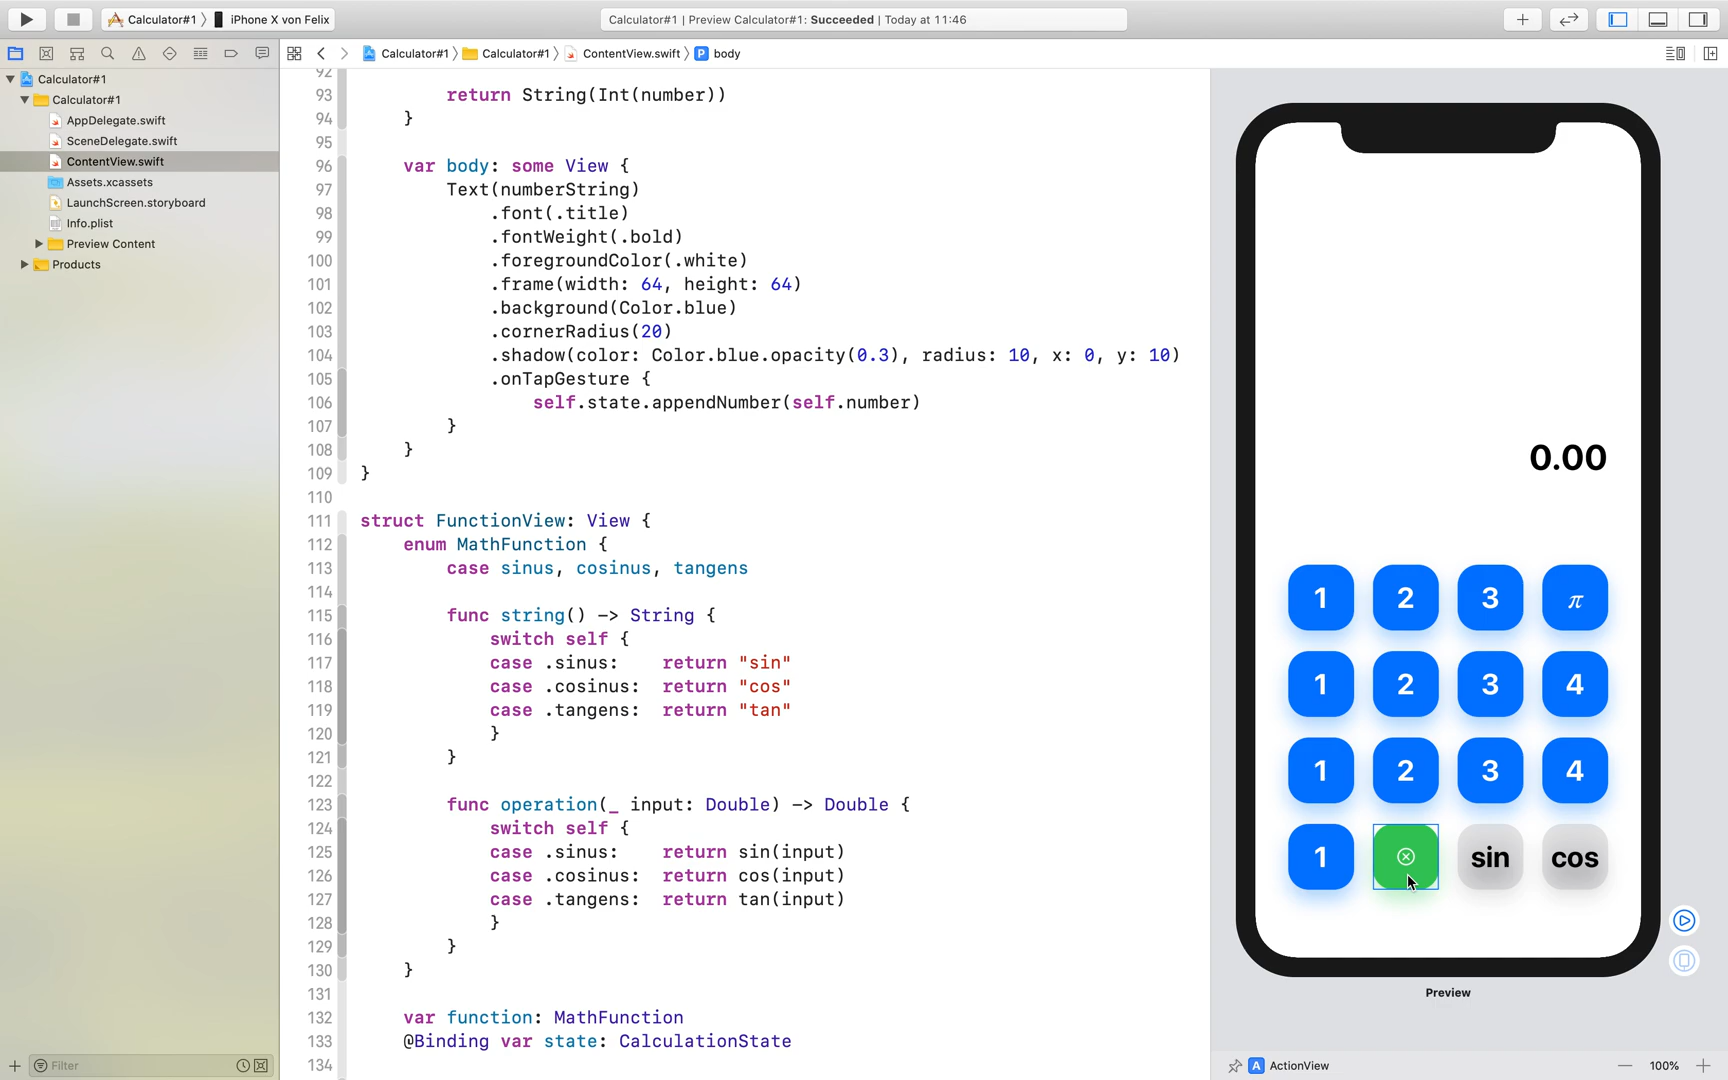 Calculator#1 〉 iPhone X von Felix
Calculator#1 | Preview Calculator#1: Succeeded | Today at 11:46
Calculator#1 〉 Calculator#1 〉 ContentView.swift 〉 P body
Calculator#1
Calculator#1
AppDelegate.swift
SceneDelegate.swift
ContentView.swift
Assets.xcassets
LaunchScreen.storyboard
Info.plist
Preview Content
Products
Filter
92
93 return String(Int(number))
94 }
95
96 var body: some View {
97 Text(numberString)
98 .font(.title)
99 .fontWeight(.bold)
100 .foregroundColor(.white)
101 .frame(width: 64, height: 64)
102 .background(Color.blue)
103 .cornerRadius(20)
104 .shadow(color: Color.blue.opacity(0.3), radius: 10, x: 0, y: 10)
105 .onTapGesture {
106 self.state.appendNumber(self.number)
107 }
108 }
109 }
110
111 struct FunctionView: View {
112 enum MathFunction {
113 case sinus, cosinus, tangens
114
115 func string() -> String {
116 switch self {
117 case .sinus: return "sin"
118 case .cosinus: return "cos"
119 case .tangens: return "tan"
120 }
121 }
122
123 func operation(_ input: Double) -> Double {
124 switch self {
125 case .sinus: return sin(input)
126 case .cosinus: return cos(input)
127 case .tangens: return tan(input)
128 }
129 }
130 }
131
132 var function: MathFunction
133 @Binding var state: CalculationState
134
0.00
1 2 3 π
1 2 3 4
1 2 3 4
1 sin cos
Preview
A ActionView
100%